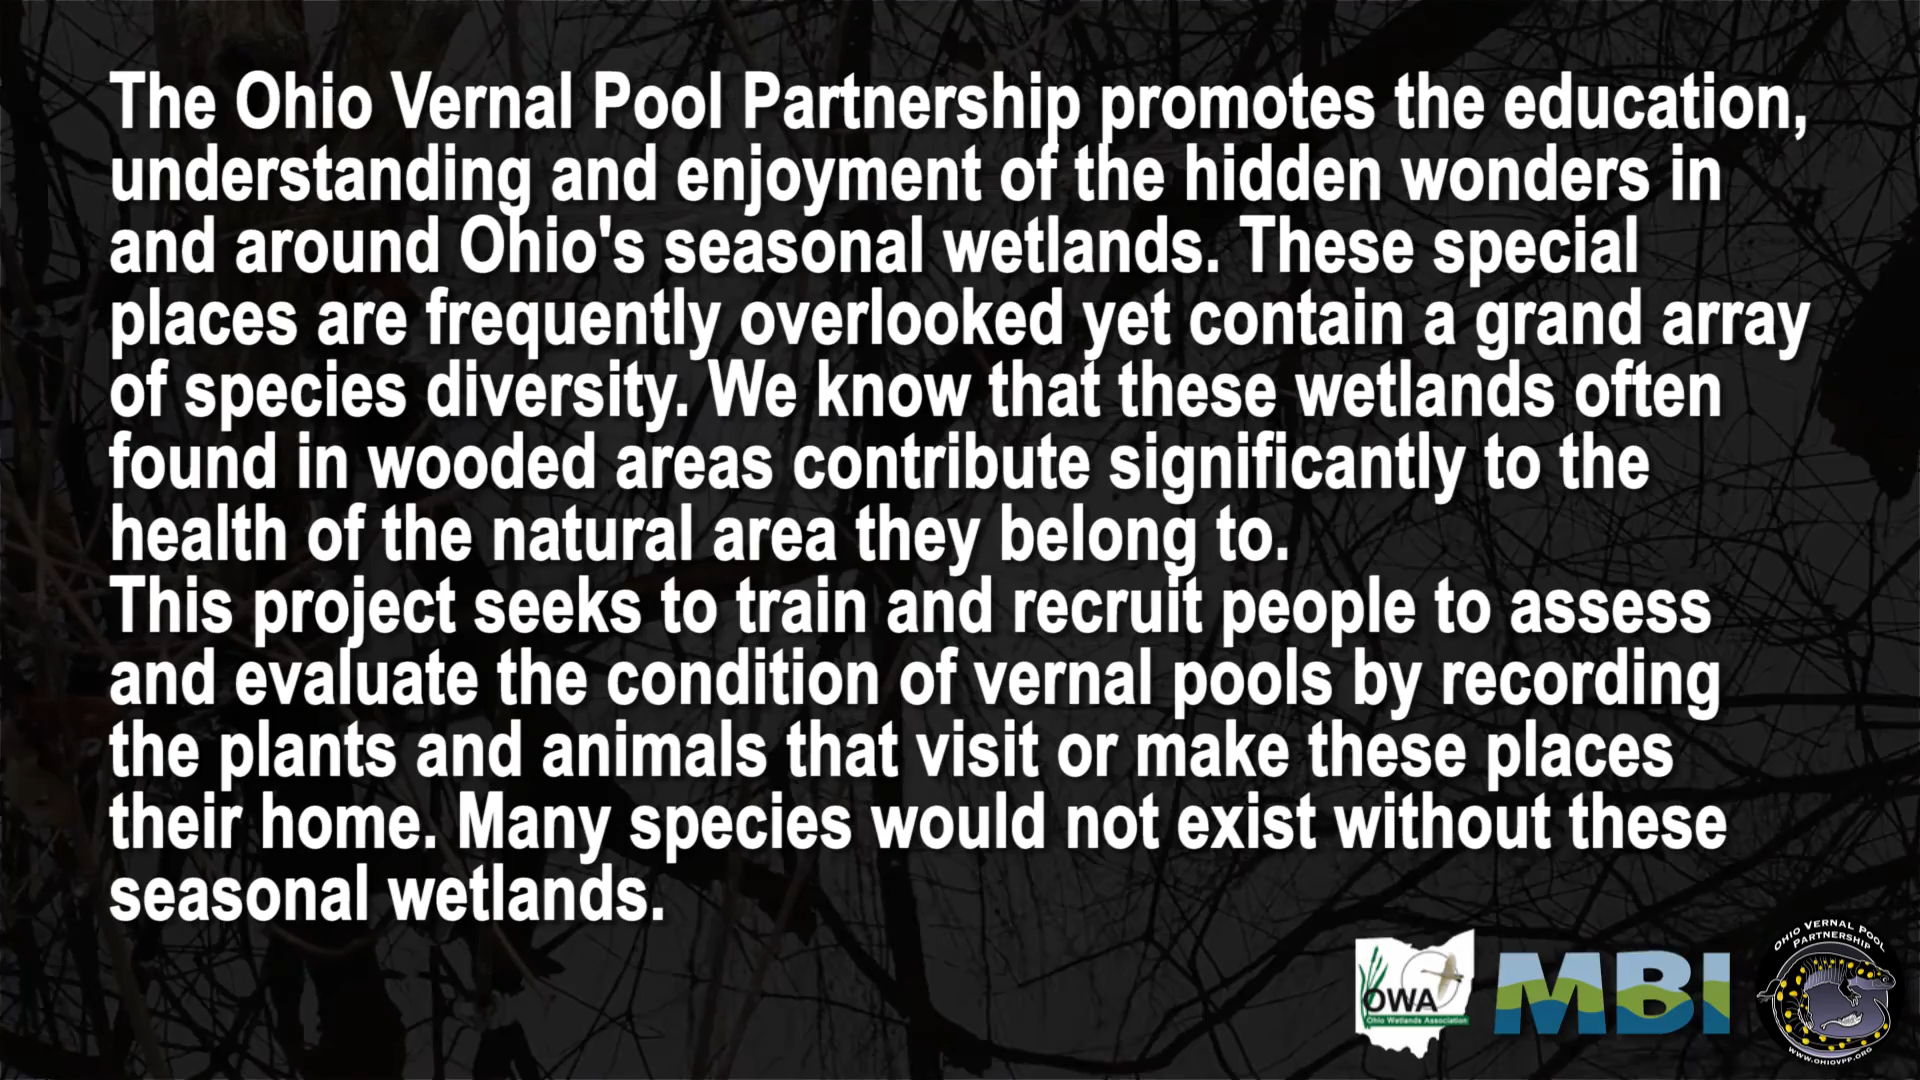 The Ohio Vernal Pool Partnership promotes the education,
understanding and enjoyment of the hidden wonders in
and around Ohio's seasonal wetlands. These special
places are frequently overlooked yet contain a grand array
of species diversity. We know that these wetlands often
found in wooded areas contribute significantly to the
health of the natural area they belong to.
This project seeks to train and recruit people to assess
and evaluate the condition of vernal pools by recording
the plants and animals that visit or make these places
their home. Many species would not exist without these
seasonal wetlands.
OWA
Ohio Wetlands Association
MBI
OHIO VERNAL POOL
PARTNERSHIP
WWW.OHIOVPP.ORG